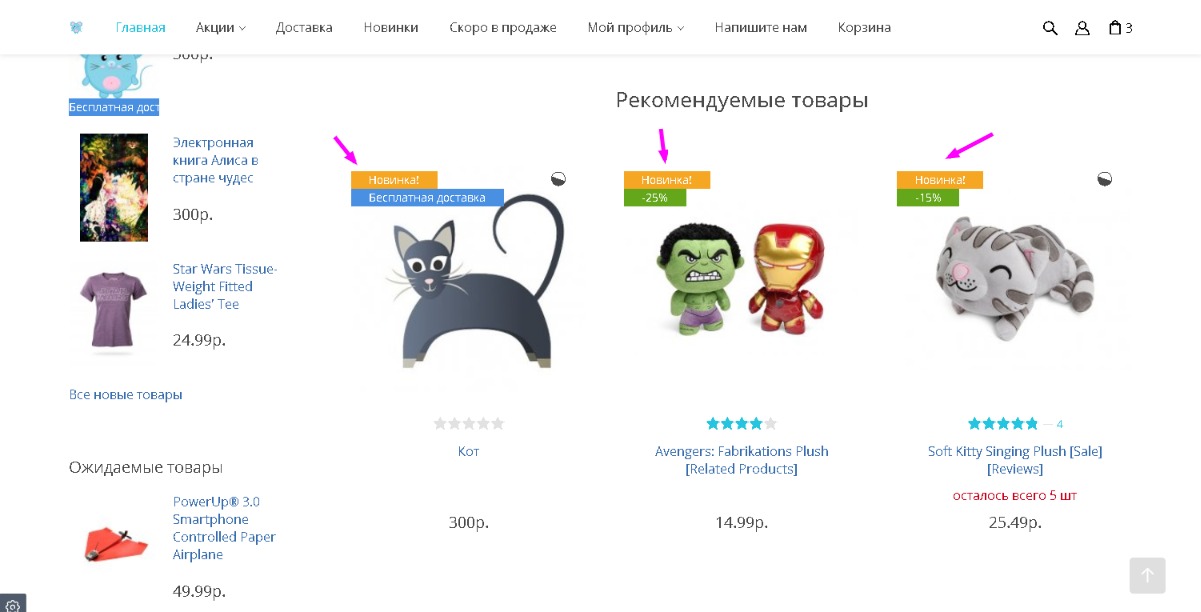 Главная Акции Доставка Новинки Скоро в продаже Мой профиль Напишите нам Корзина 3
300р.
Бесплатная дост
Электронная
книга Алиса в
стране чудес
300р.
Star Wars Tissue-
Weight Fitted
Ladies’ Tee
24.99р.
Все новые товары
Ожидаемые товары
PowerUp® 3.0
Smartphone
Controlled Paper
Airplane
49.99р.
Рекомендуемые товары
Новинка!
Бесплатная доставка
Кот
300р.
Новинка!
-25%
Avengers: Fabrikations Plush
[Related Products]
14.99р.
Новинка!
-15%
— 4
Soft Kitty Singing Plush [Sale]
[Reviews]
осталось всего 5 шт
25.49р.